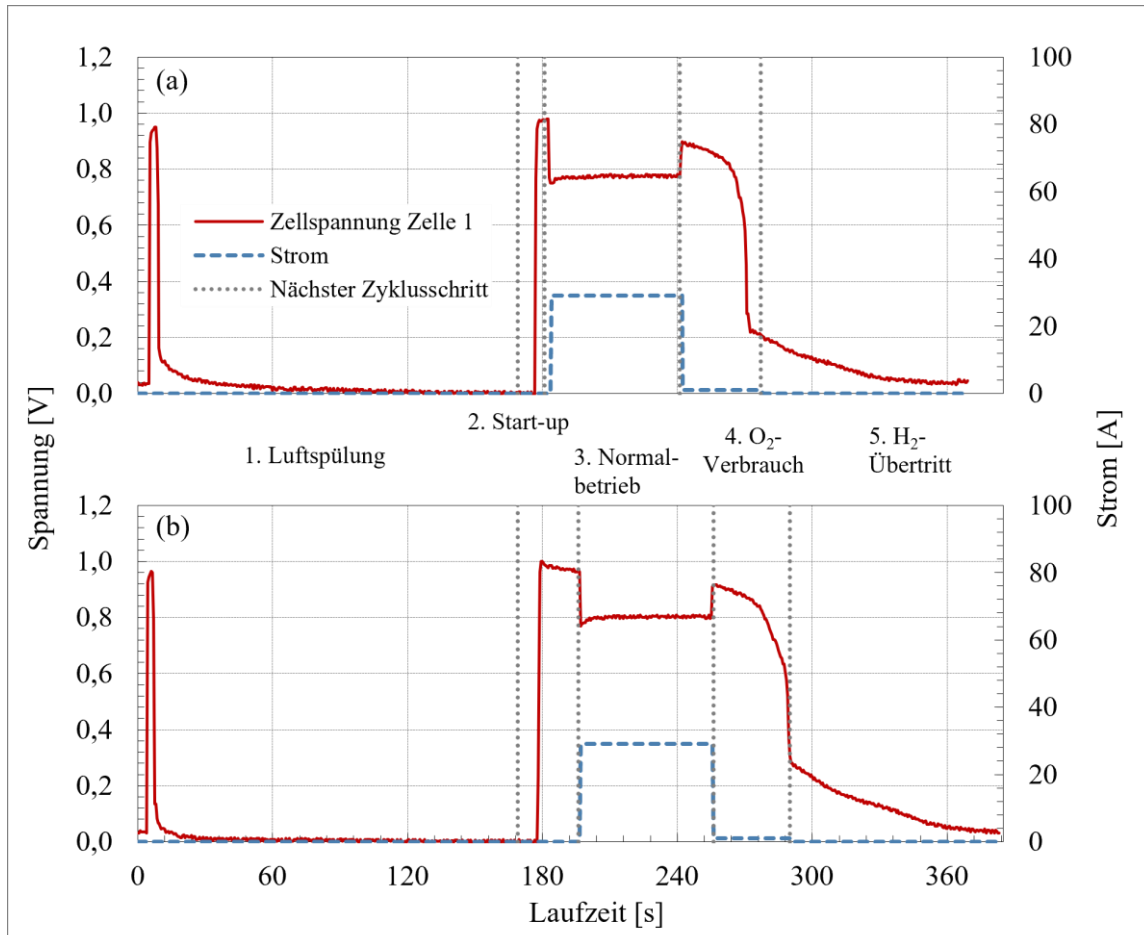 1,2
1,0
0,8
0,6
0,4
0,2
0,0
(a)
100
80
60
40
20
0
Zellspannung Zelle 1
Strom
Nächster Zyklusschritt
Spannung [V]
Strom [A]
1. Luftspülung
2. Start-up
3. Normal-
betrieb
4. O₂-
Verbrauch
5. H₂-
Übertritt
1,2
1,0
0,8
0,6
0,4
0,2
0,0
(b)
100
80
60
40
20
0
0 60 120 180 240 300 360
Laufzeit [s]